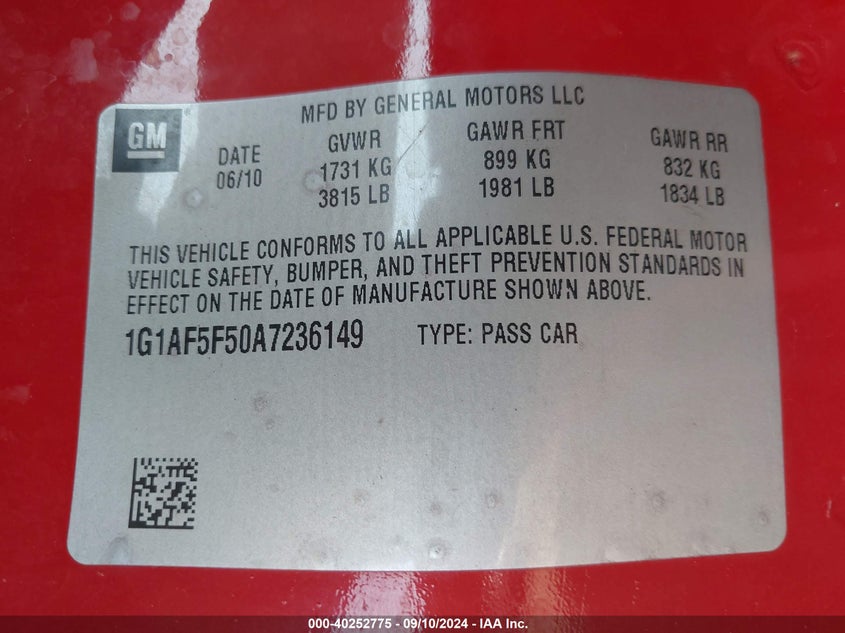 MFD BY GENERAL MOTORS LLC
GM
DATE GVWR GAWR FRT GAWR RR
06/10 1731 KG 899 KG 832 KG
3815 LB 1981 LB 1834 LB
THIS VEHICLE CONFORMS TO ALL APPLICABLE U.S. FEDERAL MOTOR
VEHICLE SAFETY, BUMPER, AND THEFT PREVENTION STANDARDS IN
EFFECT ON THE DATE OF MANUFACTURE SHOWN ABOVE.
1G1AF5F50A7236149 TYPE: PASS CAR
000-40252775 - 09/10/2024 - IAA, Inc.